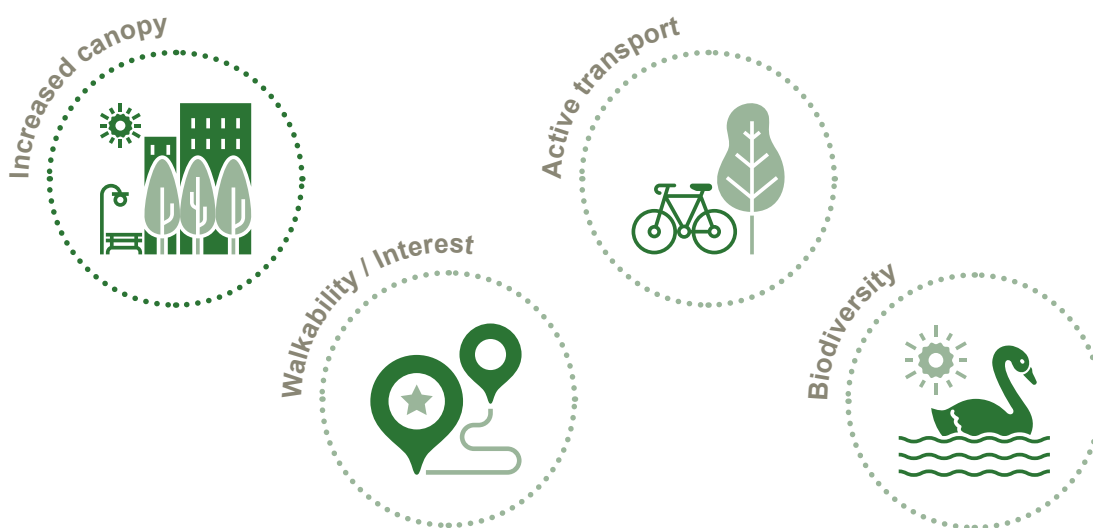 Increased canopy
Active transport
Walkability / Interest
Biodiversity